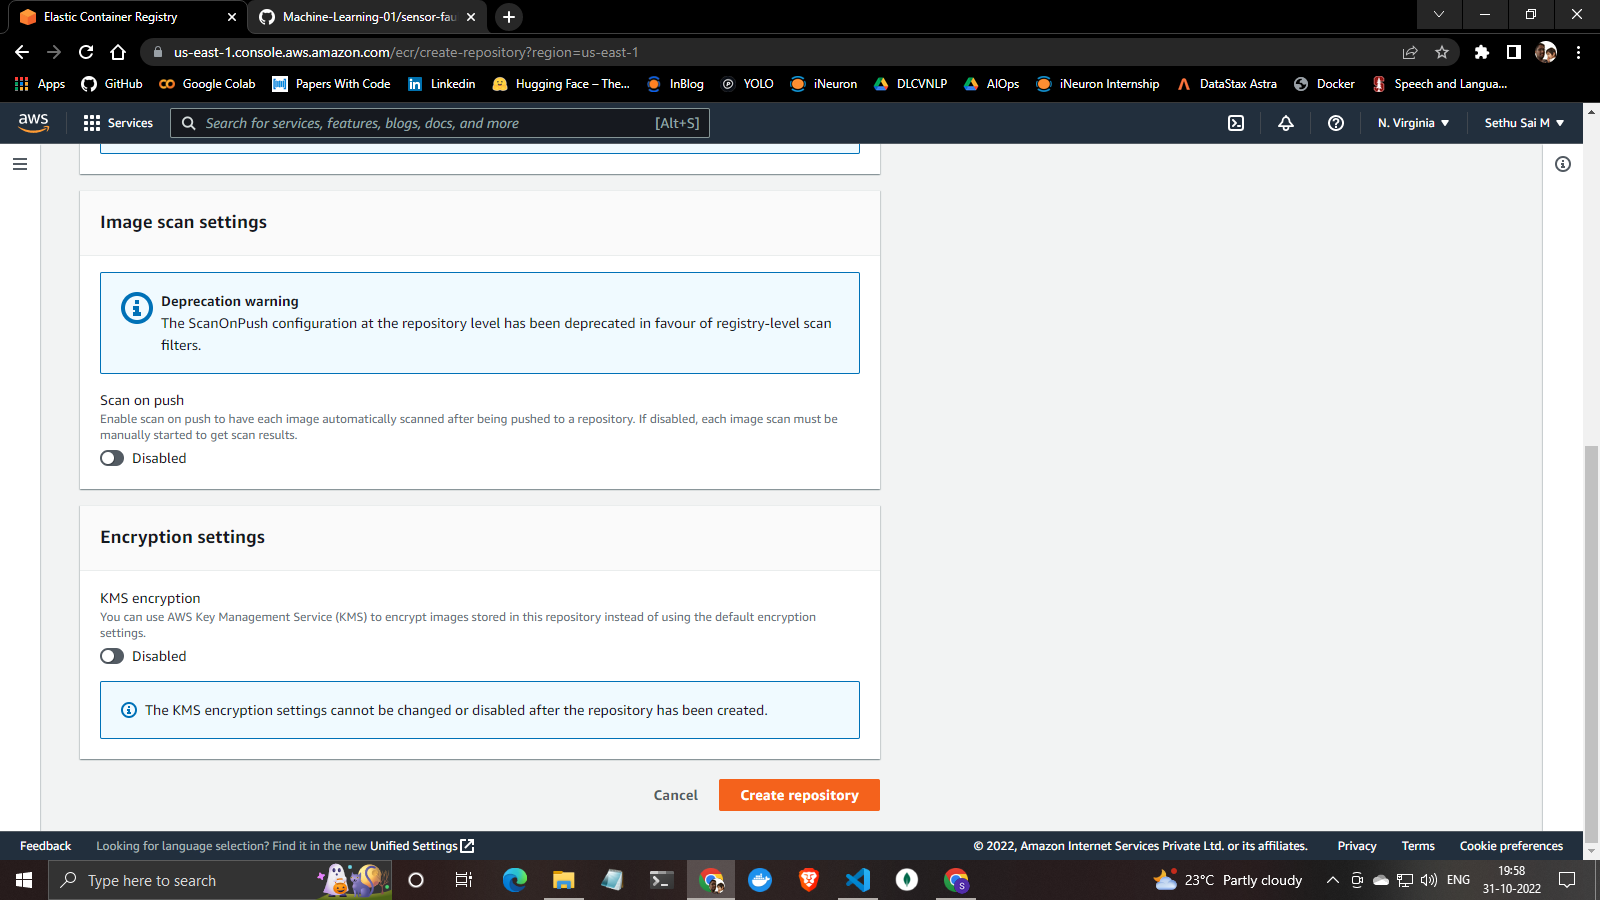 Elastic Container Registry
Machine-Learning-01/sensor-fau
us-east-1.console.aws.amazon.com/ecr/create-repository?region=us-east-1
Apps GitHub Google Colab Papers With Code Linkedin Hugging Face – The... InBlog YOLO iNeuron DLCVNLP AIOps iNeuron Internship DataStax Astra Docker Speech and Langua...
aws Services Search for services, features, blogs, docs, and more [Alt+S] N. Virginia Sethu Sai M
Image scan settings
Deprecation warning
The ScanOnPush configuration at the repository level has been deprecated in favour of registry-level scan
filters.
Scan on push
Enable scan on push to have each image automatically scanned after being pushed to a repository. If disabled, each image scan must be
manually started to get scan results.
Disabled
Encryption settings
KMS encryption
You can use AWS Key Management Service (KMS) to encrypt images stored in this repository instead of using the default encryption
settings.
Disabled
The KMS encryption settings cannot be changed or disabled after the repository has been created.
Cancel Create repository
Feedback Looking for language selection? Find it in the new Unified Settings © 2022, Amazon Internet Services Private Ltd. or its affiliates. Privacy Terms Cookie preferences
Type here to search 23°C Partly cloudy ENG 19:58
31-10-2022